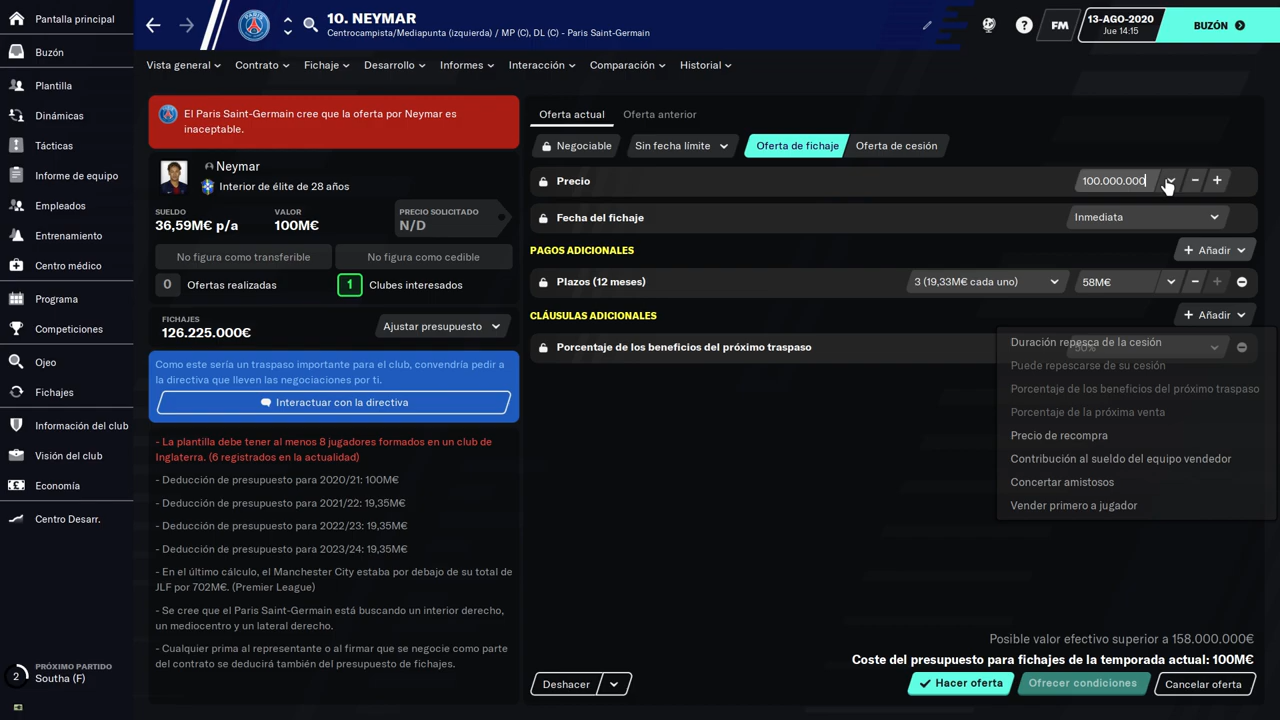 Pantalla principal
Buzón
Plantilla
Dinámicas
Tácticas
Informe de equipo
Empleados
Entrenamiento
Centro médico
Programa
Competiciones
Ojeo
Fichajes
Información del club
Visión del club
Economía
Centro Desarr.
2
PRÓXIMO PARTIDO
Southa (F)
10. NEYMAR
Centrocampista/Mediapunta (izquierda) / MP (C), DL (C) - Paris Saint-Germain
FM
13-AGO-2020
Jue 14:15
BUZÓN
Vista general
Contrato
Fichaje
Desarrollo
Informes
Interacción
Comparación
Historial
El Paris Saint-Germain cree que la oferta por Neymar es
inaceptable.
Neymar
Interior de élite de 28 años
SUELDO
36,59M€ p/a
VALOR
100M€
PRECIO SOLICITADO
N/D
No figura como transferible
No figura como cedible
0 Ofertas realizadas
1 Clubes interesados
FICHAJES
126.225.000€
Ajustar presupuesto
Como este sería un traspaso importante para el club, convendría pedir a
la directiva que lleven las negociaciones por ti.
Interactuar con la directiva
- La plantilla debe tener al menos 8 jugadores formados en un club de
Inglaterra. (6 registrados en la actualidad)
- Deducción de presupuesto para 2020/21: 100M€
- Deducción de presupuesto para 2021/22: 19,35M€
- Deducción de presupuesto para 2022/23: 19,35M€
- Deducción de presupuesto para 2023/24: 19,35M€
- En el último cálculo, el Manchester City estaba por debajo de su total de
JLF por 702M€. (Premier League)
- Se cree que el Paris Saint-Germain está buscando un interior derecho,
un mediocentro y un lateral derecho.
- Cualquier prima al representante o al firmar que se negocie como parte
del contrato se deducirá también del presupuesto de fichajes.
Oferta actual
Oferta anterior
Negociable
Sin fecha límite
Oferta de fichaje
Oferta de cesión
Precio
100.000.000
Fecha del fichaje
Inmediata
PAGOS ADICIONALES
Añadir
Plazos (12 meses)
3 (19,33M€ cada uno)
58M€
CLÁUSULAS ADICIONALES
Añadir
Porcentaje de los beneficios del próximo traspaso
50%
Duración repesca de la cesión
Puede repescarse de su cesión
Porcentaje de los beneficios del próximo traspaso
Porcentaje de la próxima venta
Precio de recompra
Contribución al sueldo del equipo vendedor
Concertar amistosos
Vender primero a jugador
Posible valor efectivo superior a 158.000.000€
Coste del presupuesto para fichajes de la temporada actual: 100M€
Deshacer
Hacer oferta
Ofrecer condiciones
Cancelar oferta